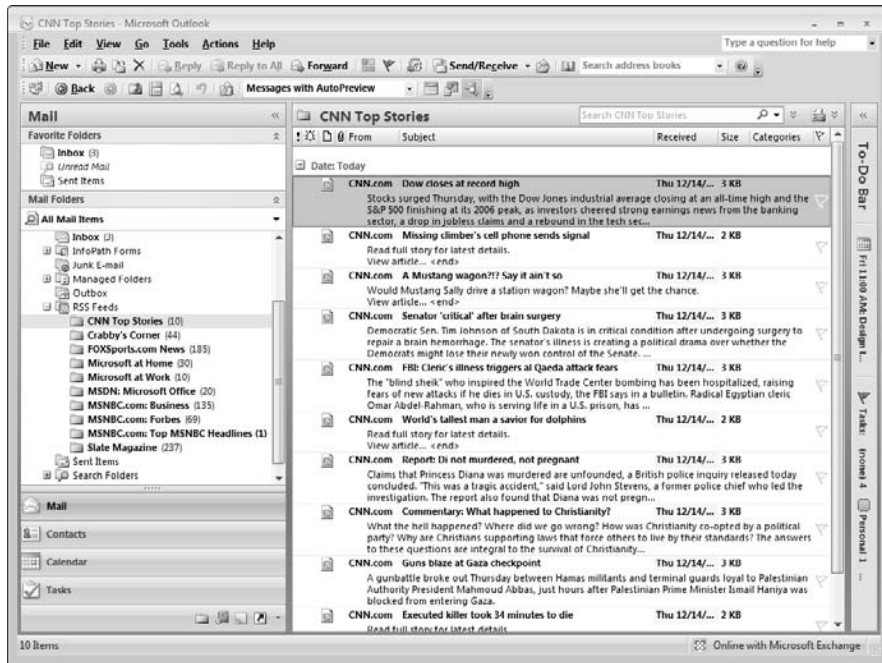 CNN Top Stories - Microsoft Outlook
File Edit View Go Tools Actions Help
Type a question for help
New Reply Reply to All Forward Send/Receive Search address books
Back Messages with AutoPreview
Mail
Favorite Folders
Inbox (3)
Unread Mail
Sent Items
Mail Folders
All Mail Items
Inbox (3)
InfoPath Forms
Junk E-mail
Managed Folders
Outbox
RSS Feeds
CNN Top Stories (10)
Crabby's Corner (44)
FOXSports.com News (185)
Microsoft at Home (30)
Microsoft at Work (10)
MSDN: Microsoft Office (20)
MSNBC.com: Business (135)
MSNBC.com: Forbes (69)
MSNBC.com: Top MSNBC Headlines (1)
Slate Magazine (237)
Sent Items
Search Folders
Mail
Contacts
Calendar
Tasks
CNN Top Stories
Search CNN Top Stories
From Subject Received Size Categories
Date: Today
CNN.com Dow closes at record high Thu 12/14/... 3 KB
Stocks surged Thursday, with the Dow Jones industrial average closing at an all-time high and the
S&P 500 finishing at its 2006 peak, as investors cheered strong earnings news from the banking
sector, a drop in jobless claims and a rebound in the tech sec...
CNN.com Missing climber's cell phone sends signal Thu 12/14/... 2 KB
Read full story for latest details.
View article... <end>
CNN.com A Mustang wagon?!? Say it ain't so Thu 12/14/... 3 KB
Would Mustang Sally drive a station wagon? Maybe she'll get the chance.
View article... <end>
CNN.com Senator 'critical' after brain surgery Thu 12/14/... 3 KB
Democratic Sen. Tim Johnson of South Dakota is in critical condition after undergoing surgery to
repair a brain hemorrhage. The senator's illness is creating a political drama over whether the
Democrats might lose their newly won control of the Senate. ...
CNN.com FBI: Cleric's illness triggers al Qaeda attack fears Thu 12/14/... 3 KB
The "blind sheik" who inspired the World Trade Center bombing has been hospitalized, raising
fears of new attacks if he dies in U.S. custody, the FBI says in a bulletin. Radical Egyptian cleric
Omar Abdel-Rahman, who is serving life in a U.S. prison, has ...
CNN.com World's tallest man a savior for dolphins Thu 12/14/... 2 KB
Read full story for latest details.
View article... <end>
CNN.com Report: Di not murdered, not pregnant Thu 12/14/... 3 KB
Claims that Princess Diana was murdered are unfounded, a British police inquiry released today
concluded. "This was a tragic accident," said Lord John Stevens, a former police chief who led the
investigation. The report also found that Diana was not pregn...
CNN.com Commentary: What happened to Christianity? Thu 12/14/... 3 KB
What the hell happened? Where did we go wrong? How was Christianity co-opted by a political
party? Why are Christians supporting laws that force others to live by their standards? The answers
to these questions are integral to the survival of Christianity...
CNN.com Guns blaze at Gaza checkpoint Thu 12/14/... 3 KB
A gunbattle broke out Thursday between Hamas militants and terminal guards loyal to Palestinian
Authority President Mahmoud Abbas, just hours after Palestinian Prime Minister Ismail Haniya was
blocked from entering Gaza.
CNN.com Executed killer took 34 minutes to die Thu 12/14/... 2 KB
Read full story for latest details.
To-Do Bar
Fri 11:00 AM: Design t...
Tasks: (none) 4 Personal 1 ...
10 Items
Online with Microsoft Exchange